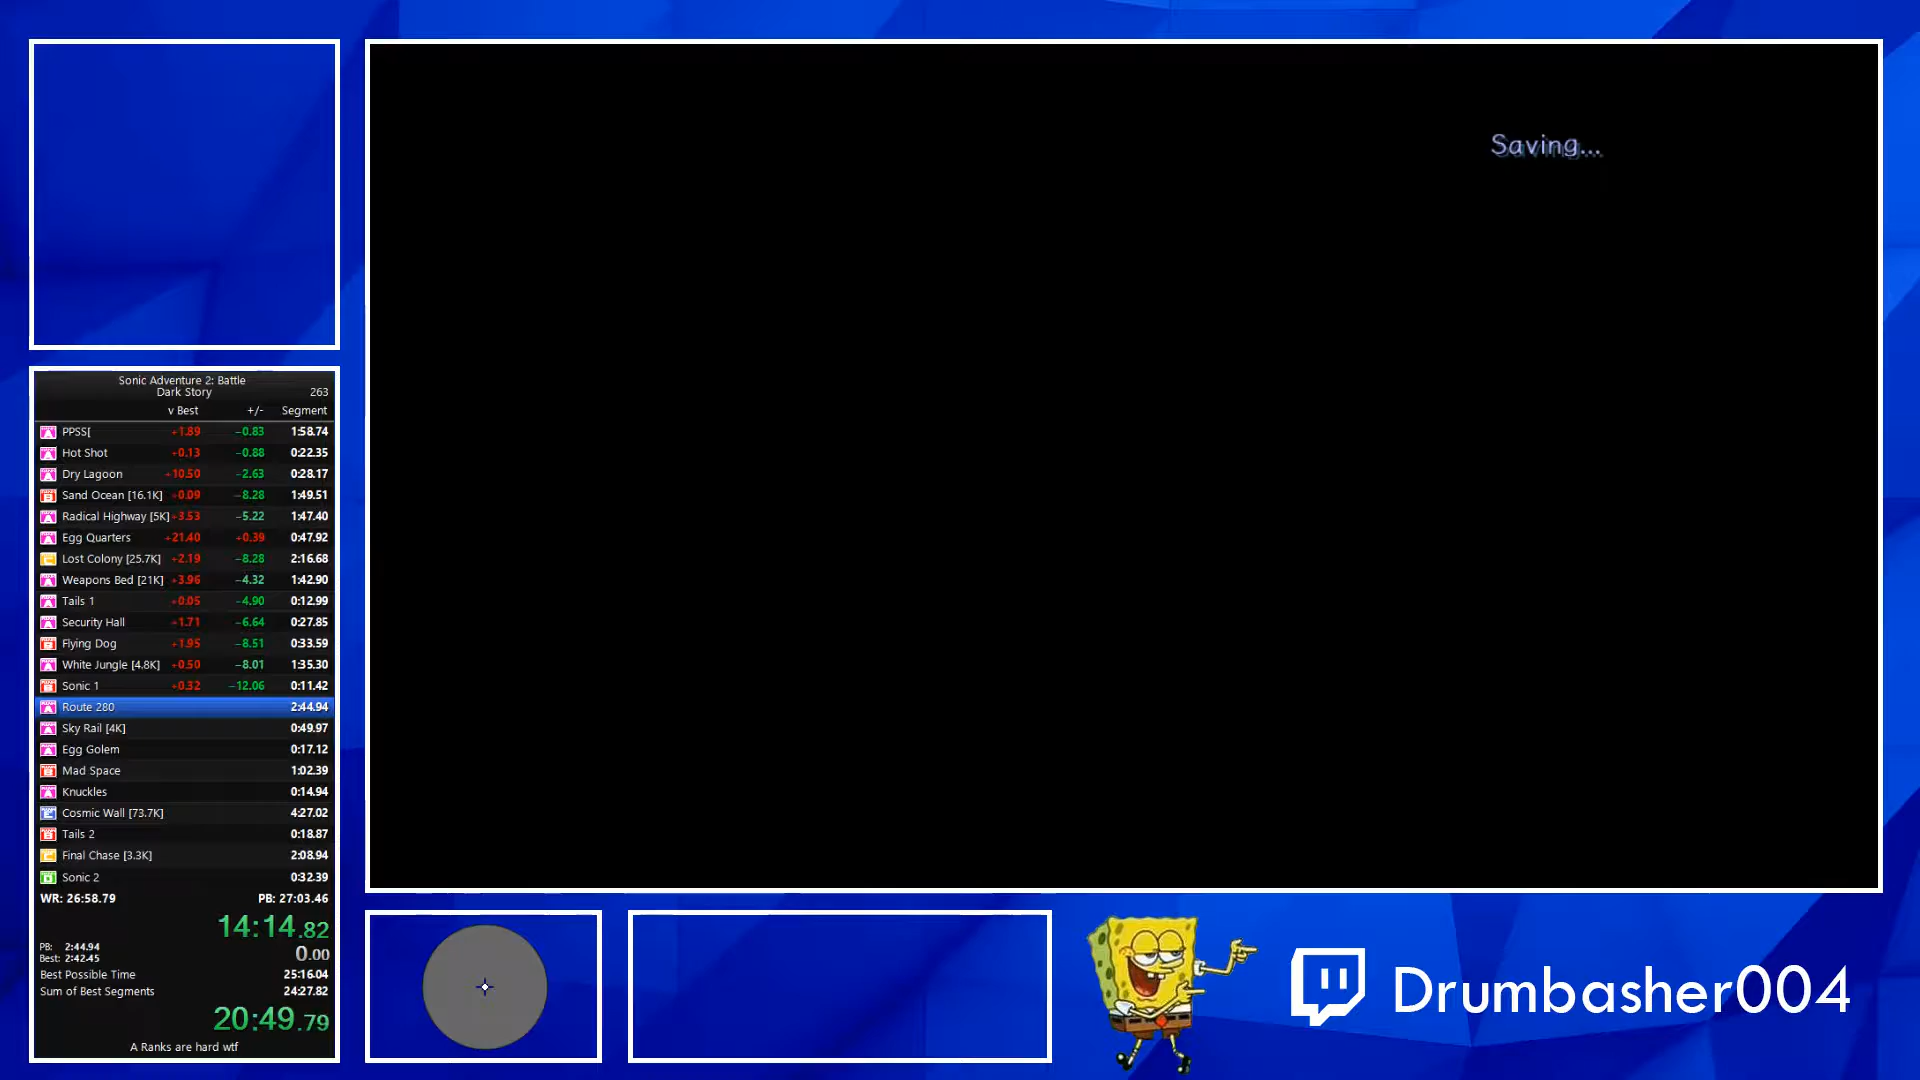 Saving...
Sonic Adventure 2: Battle
Dark Story 263
v Best +/- Segment
PPSS[ +1.89 −0.83 1:58.74
Hot Shot +0.13 −0.88 0:22.35
Dry Lagoon +10.50 −2.63 0:28.17
Sand Ocean [16.1K] +0.09 −8.28 1:49.51
Radical Highway [5K] +3.53 −5.22 1:47.40
Egg Quarters +21.40 +0.39 0:47.92
Lost Colony [25.7K] +2.19 −8.28 2:16.68
Weapons Bed [21K] +3.96 −4.32 1:42.90
Tails 1 +0.05 −4.90 0:12.99
Security Hall +1.71 −6.64 0:27.85
Flying Dog +1.95 −8.51 0:33.59
White Jungle [4.8K] +0.50 −8.01 1:35.30
Sonic 1 +0.32 −12.06 0:11.42
Route 280 2:44.94
Sky Rail [4K] 0:49.97
Egg Golem 0:17.12
Mad Space 1:02.39
Knuckles 0:14.94
Cosmic Wall [73.7K] 4:27.02
Tails 2 0:18.87
Final Chase [3.3K] 2:08.94
Sonic 2 0:32.39
WR: 26:58.79 PB: 27:03.46
14:14.82
PB: 2:44.94 0.00
Best: 2:42.45
Best Possible Time 25:16.04
Sum of Best Segments 24:27.82
20:49.79
A Ranks are hard wtf
Drumbasher004